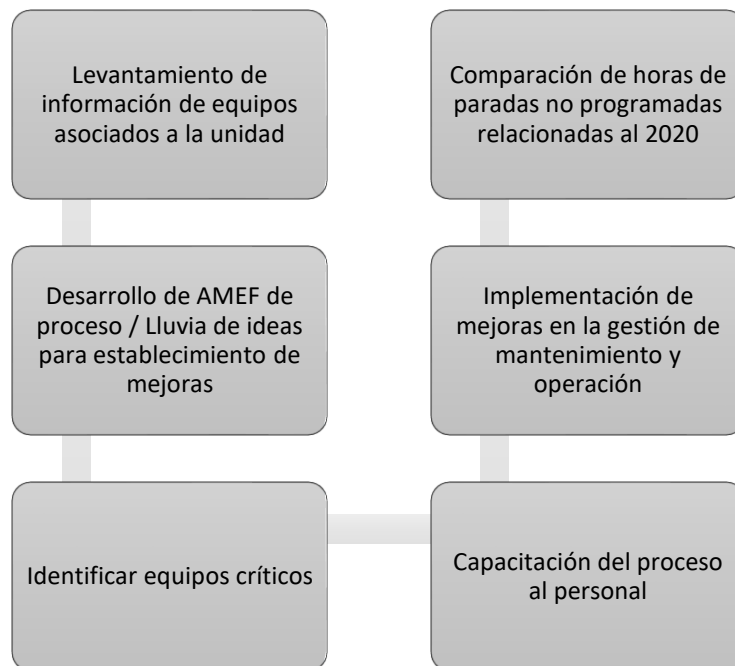 Levantamiento de
información de equipos
asociados a la unidad
Desarrollo de AMEF de
proceso / Lluvia de ideas
para establecimiento de
mejoras
Identificar equipos críticos
Capacitación del proceso
al personal
Implementación de
mejoras en la gestión de
mantenimiento y
operación
Comparación de horas de
paradas no programadas
relacionadas al 2020